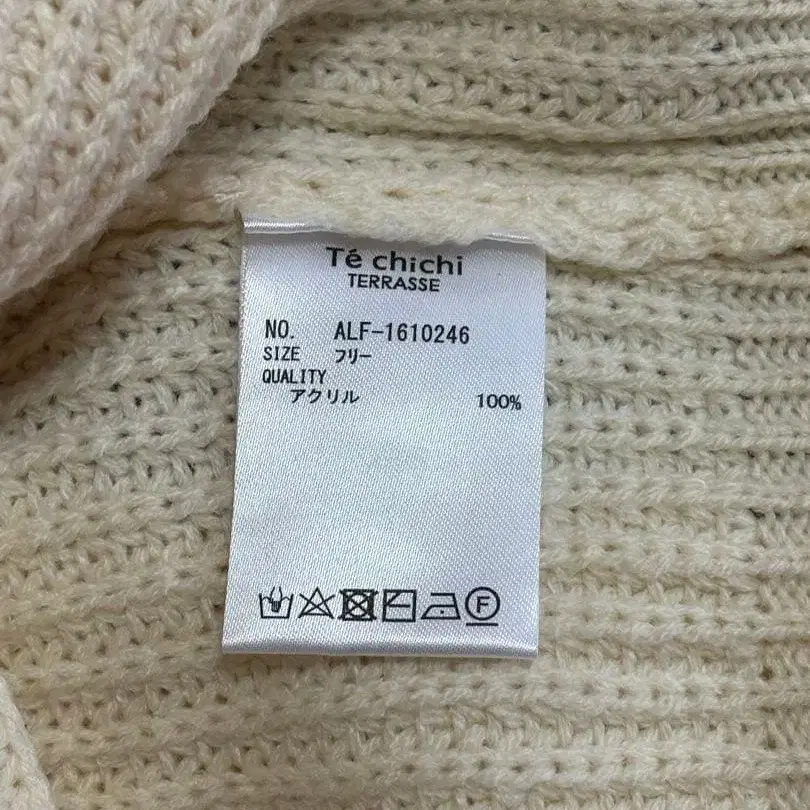 Té chichi
TERRASSE
NO. ALF-1610246
SIZE フリー
QUALITY
アクリル 100%
F